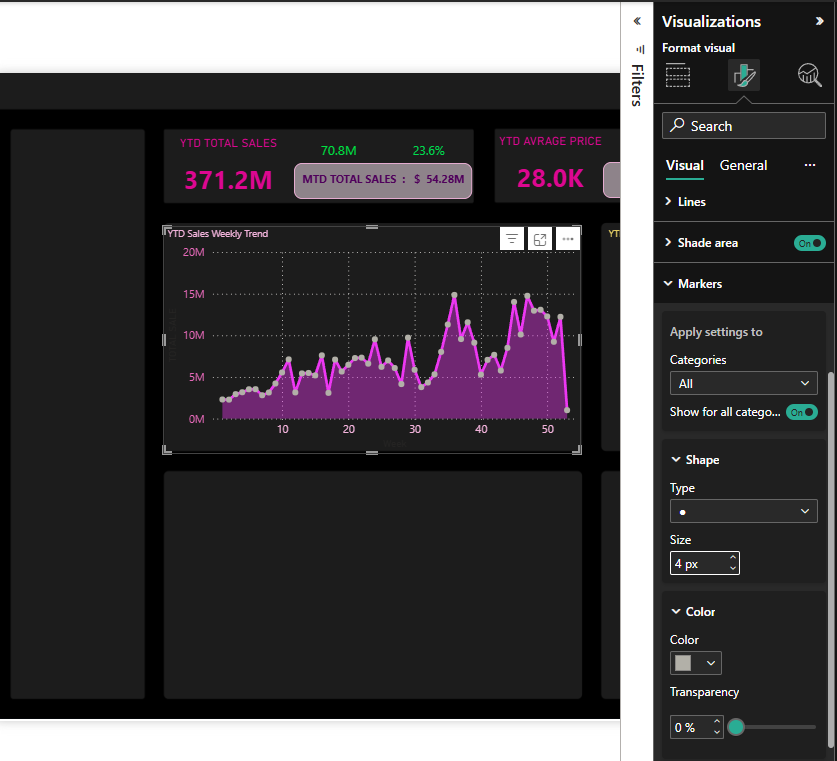 Visualizations
Format visual
Filters
Search
Visual General
Lines
Shade area On
Markers
Apply settings to
Categories
All
Show for all catego... On
Shape
Type
Size
4 px
Color
Color
Transparency
0 %
YTD TOTAL SALES
70.8M 23.6%
371.2M
MTD TOTAL SALES : $ 54.28M
YTD AVRAGE PRICE
28.0K
YTD Sales Weekly Trend
YT
20M
15M
10M
5M
0M
10 20 30 40 50